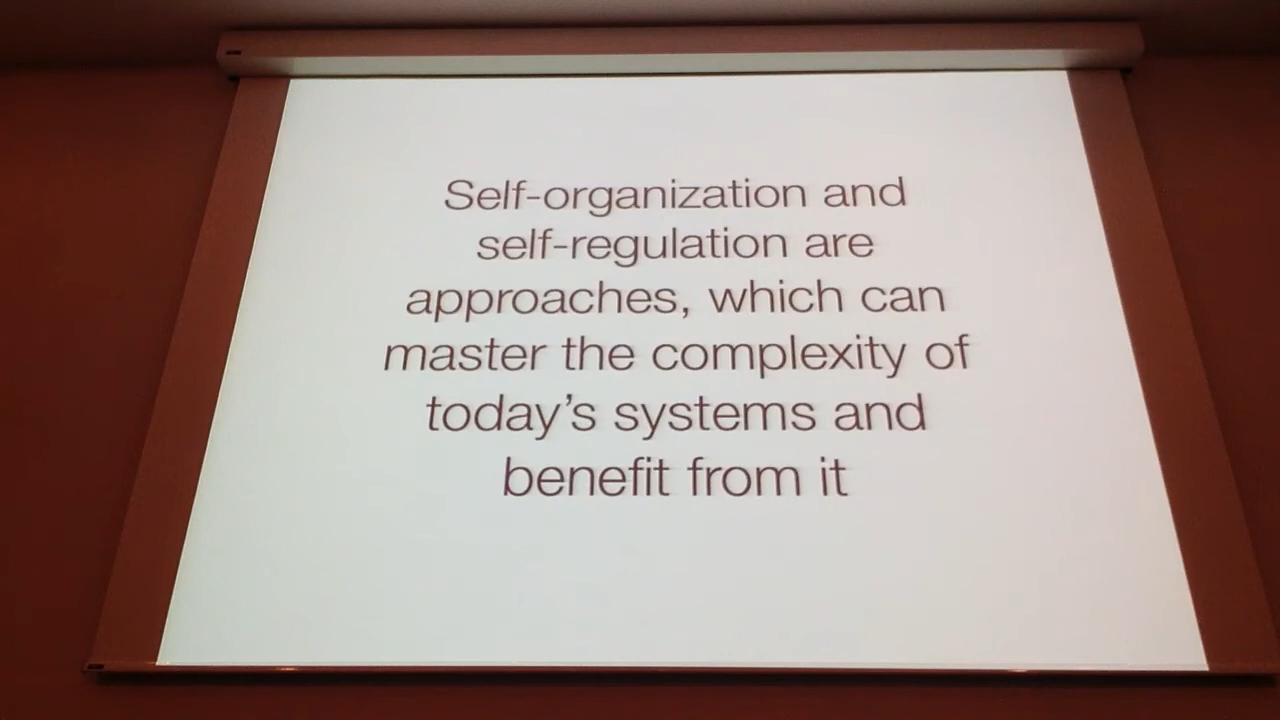 Self-organization and
self-regulation are
approaches, which can
master the complexity of
today’s systems and
benefit from it